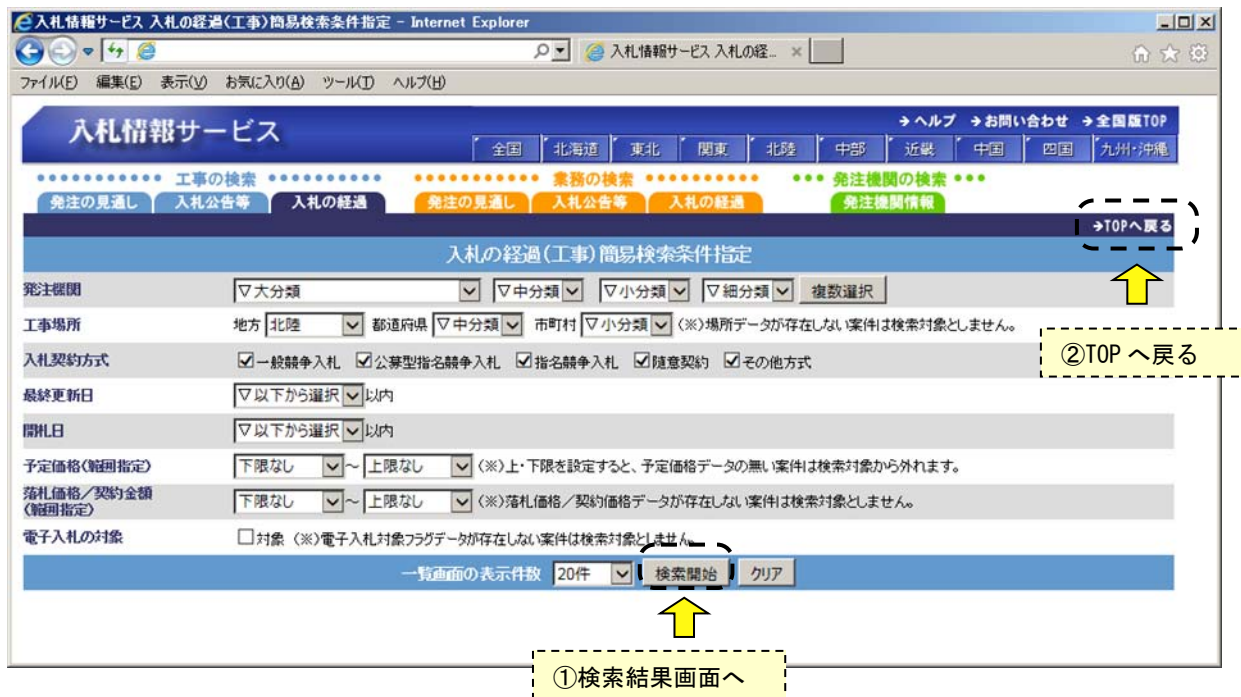 入札情報サービス 入札の経過(工事)簡易検索条件指定 - Internet Explorer
入札情報サービス 入札の経... ×
ファイル(F) 編集(E) 表示(V) お気に入り(A) ツール(T) ヘルプ(H)
入札情報サービス
→ヘルプ →お問い合わせ →全国版TOP
全国 北海道 東北 関東 北陸 中部 近畿 中国 四国 九州・沖縄
工事の検索 業務の検索 発注機関の検索
発注の見通し 入札公告等 入札の経過 発注の見通し 入札公告等 入札の経過 発注機関情報
→TOPへ戻る
入札の経過(工事)簡易検索条件指定
発注機関 ▽大分類 ▽中分類 ▽小分類 ▽細分類 複数選択
工事場所 地方 北陸 都道府県 ▽中分類 市町村 ▽小分類 (※)場所データが存在しない案件は検索対象としません。
②TOP へ戻る
入札契約方式 一般競争入札 公募型指名競争入札 指名競争入札 随意契約 その他方式
最終更新日 ▽以下から選択 以内
開札日 ▽以下から選択 以内
予定価格(範囲指定) 下限なし ~ 上限なし (※)上・下限を設定すると、予定価格データの無い案件は検索対象から外れます。
落札価格/契約金額
(範囲指定) 下限なし ~ 上限なし (※)落札価格/契約価格データが存在しない案件は検索対象としません。
電子入札の対象 対象 (※)電子入札対象フラグデータが存在しない案件は検索対象としません。
一覧画面の表示件数 20件 検索開始 クリア
①検索結果画面へ